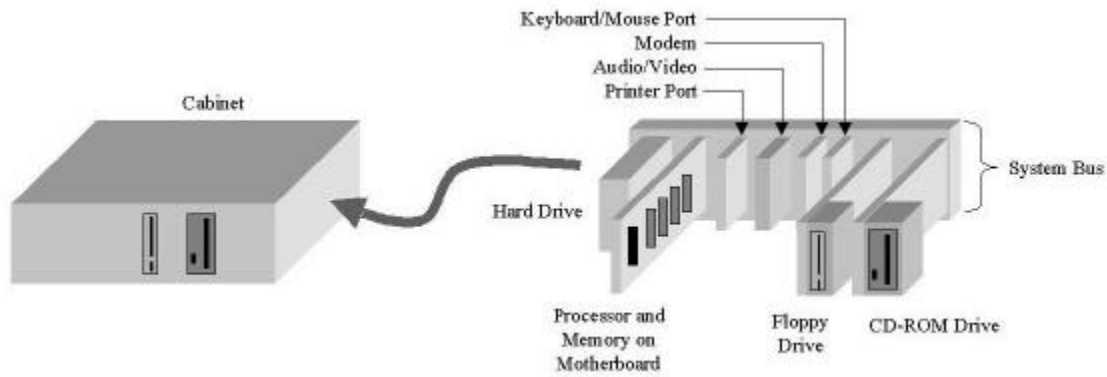 Keyboard/Mouse Port
Modem
Audio/Video
Printer Port
Cabinet
System Bus
Hard Drive
Processor and
Memory on
Motherboard
Floppy
Drive
CD-ROM Drive